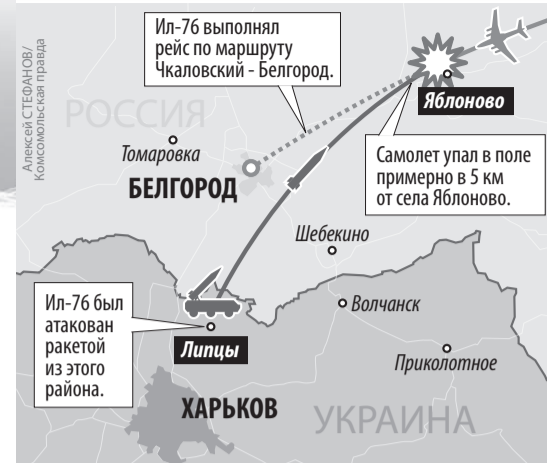 Алексей СТЕФАНОВ/
Комсомольская правда
Ил-76 выполнял
рейс по маршруту
Чкаловский - Белгород.
Яблоново
РОССИЯ
Томаровка
БЕЛГОРОД
Самолет упал в поле
примерно в 5 км
от села Яблоново.
Шебекино
Ил-76 был
атакован
ракетой
из этого
района.
Волчанск
Липцы
Приколотное
ХАРЬКОВ
УКРАИНА